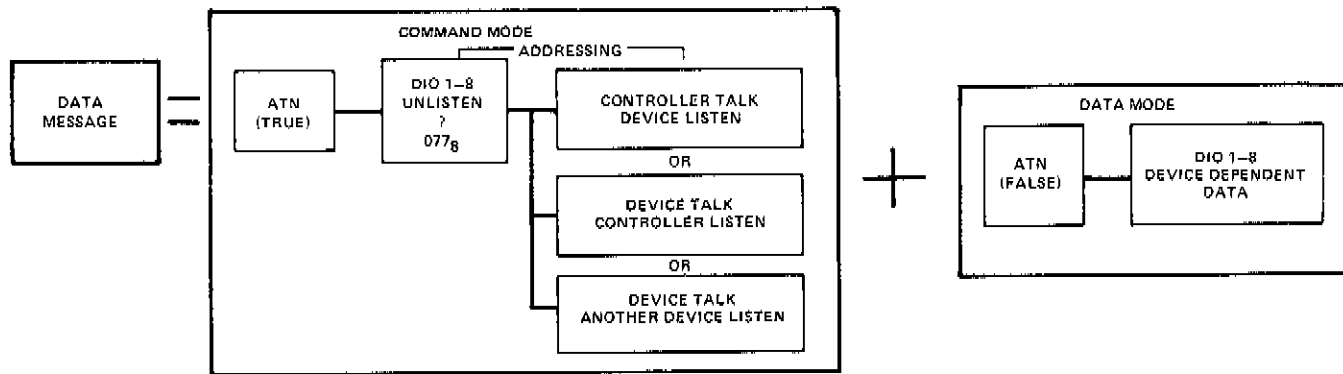 DATA
MESSAGE
=
COMMAND MODE
ADDRESSING
ATN
(TRUE)
DIO 1–8
UNLISTEN
?
077₈
CONTROLLER TALK
DEVICE LISTEN
OR
DEVICE TALK
CONTROLLER LISTEN
OR
DEVICE TALK
ANOTHER DEVICE LISTEN
+
DATA MODE
ATN
(FALSE)
DIO 1–8
DEVICE DEPENDENT
DATA